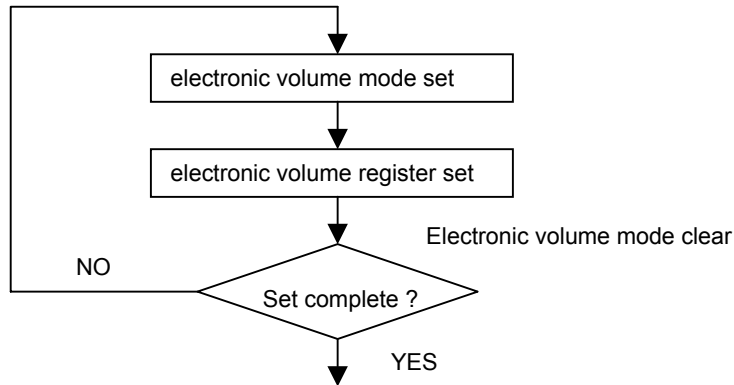 electronic volume mode set
electronic volume register set
Electronic volume mode clear
NO
Set complete ?
YES